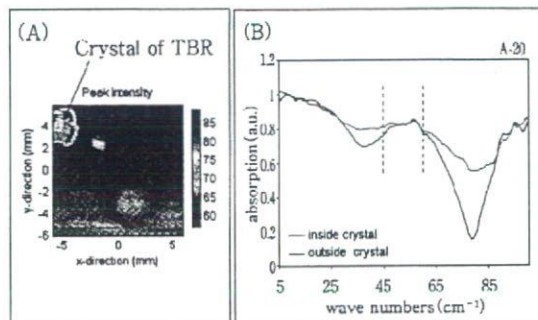 (A)
Crystal of TBR
Peak intensity
Y-direction (mm)
4
2
0
-2
-4
-6
-5
0
5
x-direction (mm)
95
90
85
80
75
70
65
60
(B)
A-20
absorption (a.u.)
1.2
1
0.8
0.6
0.4
0.2
0
inside crystal
outside crystal
5
25
45
65
85
wave numbers (cm⁻¹)